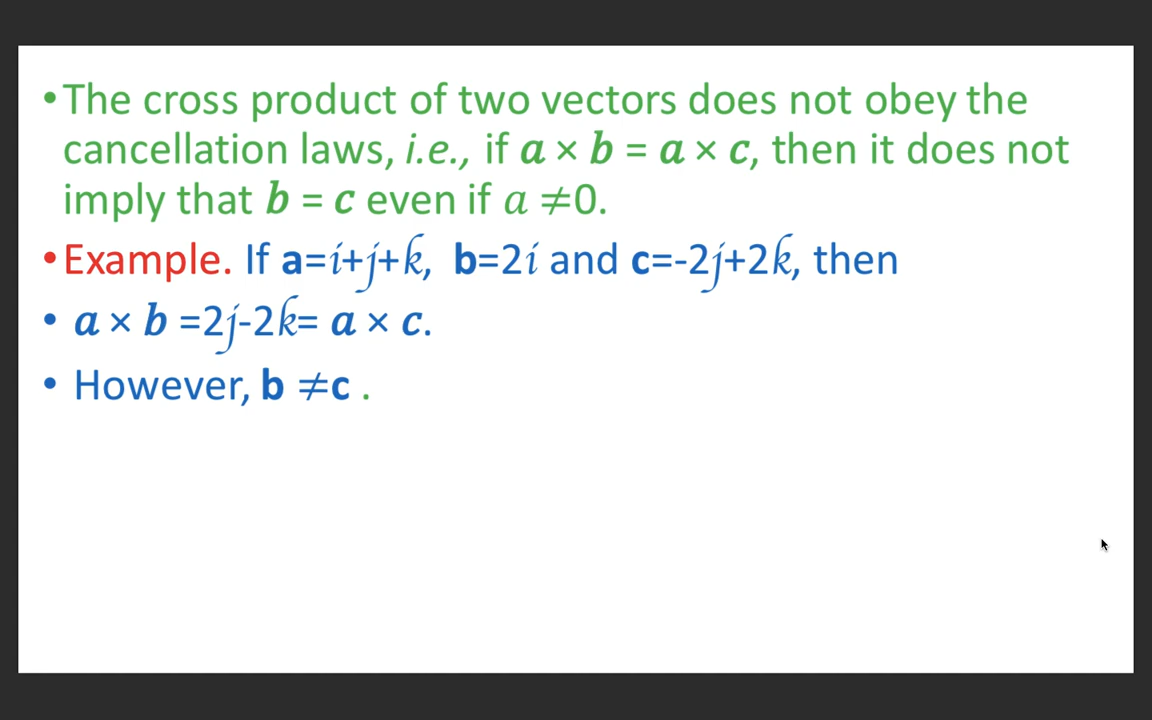 •The cross product of two vectors does not obey the
cancellation laws, i.e., if a × b = a × c, then it does not
imply that b = c even if a ≠0.
•Example. If a=i+j+k, b=2i and c=-2j+2k, then
• a × b =2j-2k= a × c.
• However, b ≠c .